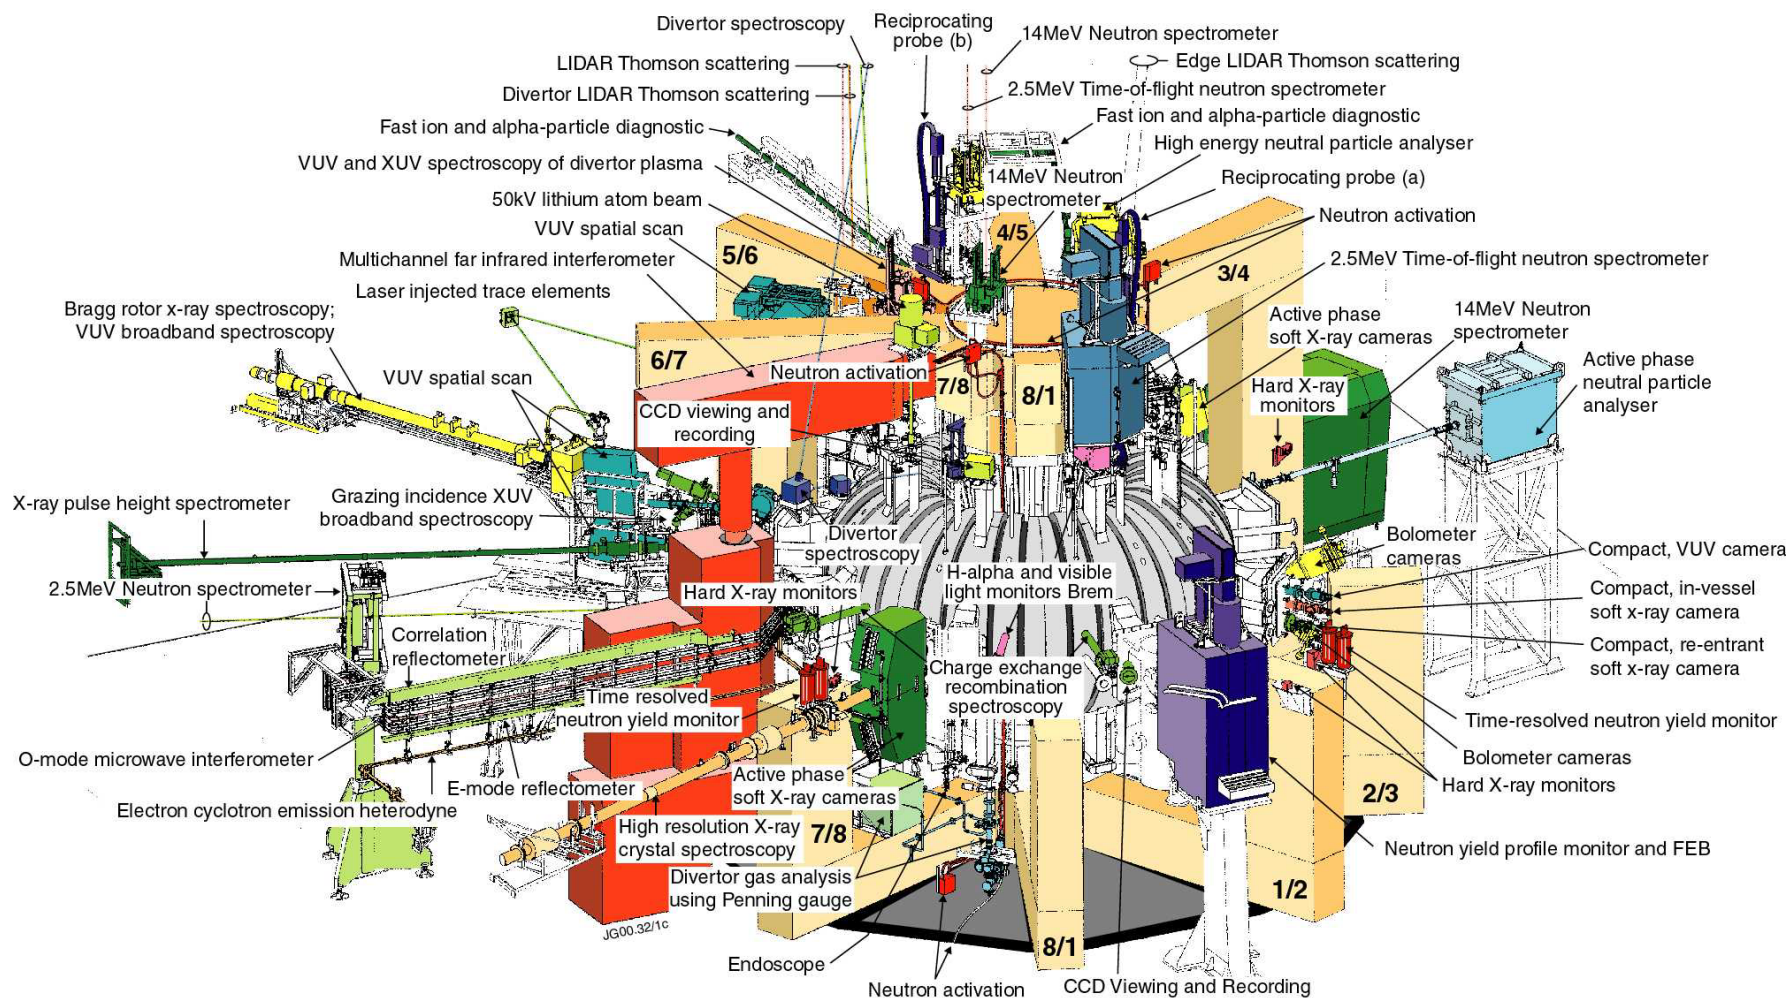 Divertor spectroscopy
Reciprocating
probe (b)
14MeV Neutron spectrometer
LIDAR Thomson scattering
Edge LIDAR Thomson scattering
Divertor LIDAR Thomson scattering
2.5MeV Time-of-flight neutron spectrometer
Fast ion and alpha-particle diagnostic
Fast ion and alpha-particle diagnostic
VUV and XUV spectroscopy of divertor plasma
High energy neutral particle analyser
14MeV Neutron
spectrometer
Reciprocating probe (a)
50kV lithium atom beam
Neutron activation
VUV spatial scan
4/5
5/6
3/4
Multichannel far infrared interferometer
2.5MeV Time-of-flight neutron spectrometer
Laser injected trace elements
Bragg rotor x-ray spectroscopy;
VUV broadband spectroscopy
Active phase
soft X-ray cameras
14MeV Neutron
spectrometer
6/7
Active phase
neutral particle
analyser
VUV spatial scan
Neutron activation
7/8
8/1
Hard X-ray
monitors
CCD viewing and
recording
X-ray pulse height spectrometer
Grazing incidence XUV
broadband spectroscopy
Divertor
spectroscopy
Bolometer
cameras
Compact, VUV camera
2.5MeV Neutron spectrometer
Hard X-ray monitors
H-alpha and visible
light monitors Brem
Compact, in-vessel
soft x-ray camera
Correlation
reflectometer
Compact, re-entrant
soft x-ray camera
Charge exchange
recombination
spectroscopy
Time resolved
neutron yield monitor
Time-resolved neutron yield monitor
O-mode microwave interferometer
Bolometer cameras
E-mode reflectometer
Active phase
soft X-ray cameras
Hard X-ray monitors
2/3
Electron cyclotron emission heterodyne
High resolution X-ray
crystal spectroscopy
7/8
Neutron yield profile monitor and FEB
Divertor gas analysis
using Penning gauge
1/2
JG00.32/1c
8/1
Endoscope
Neutron activation
CCD Viewing and Recording